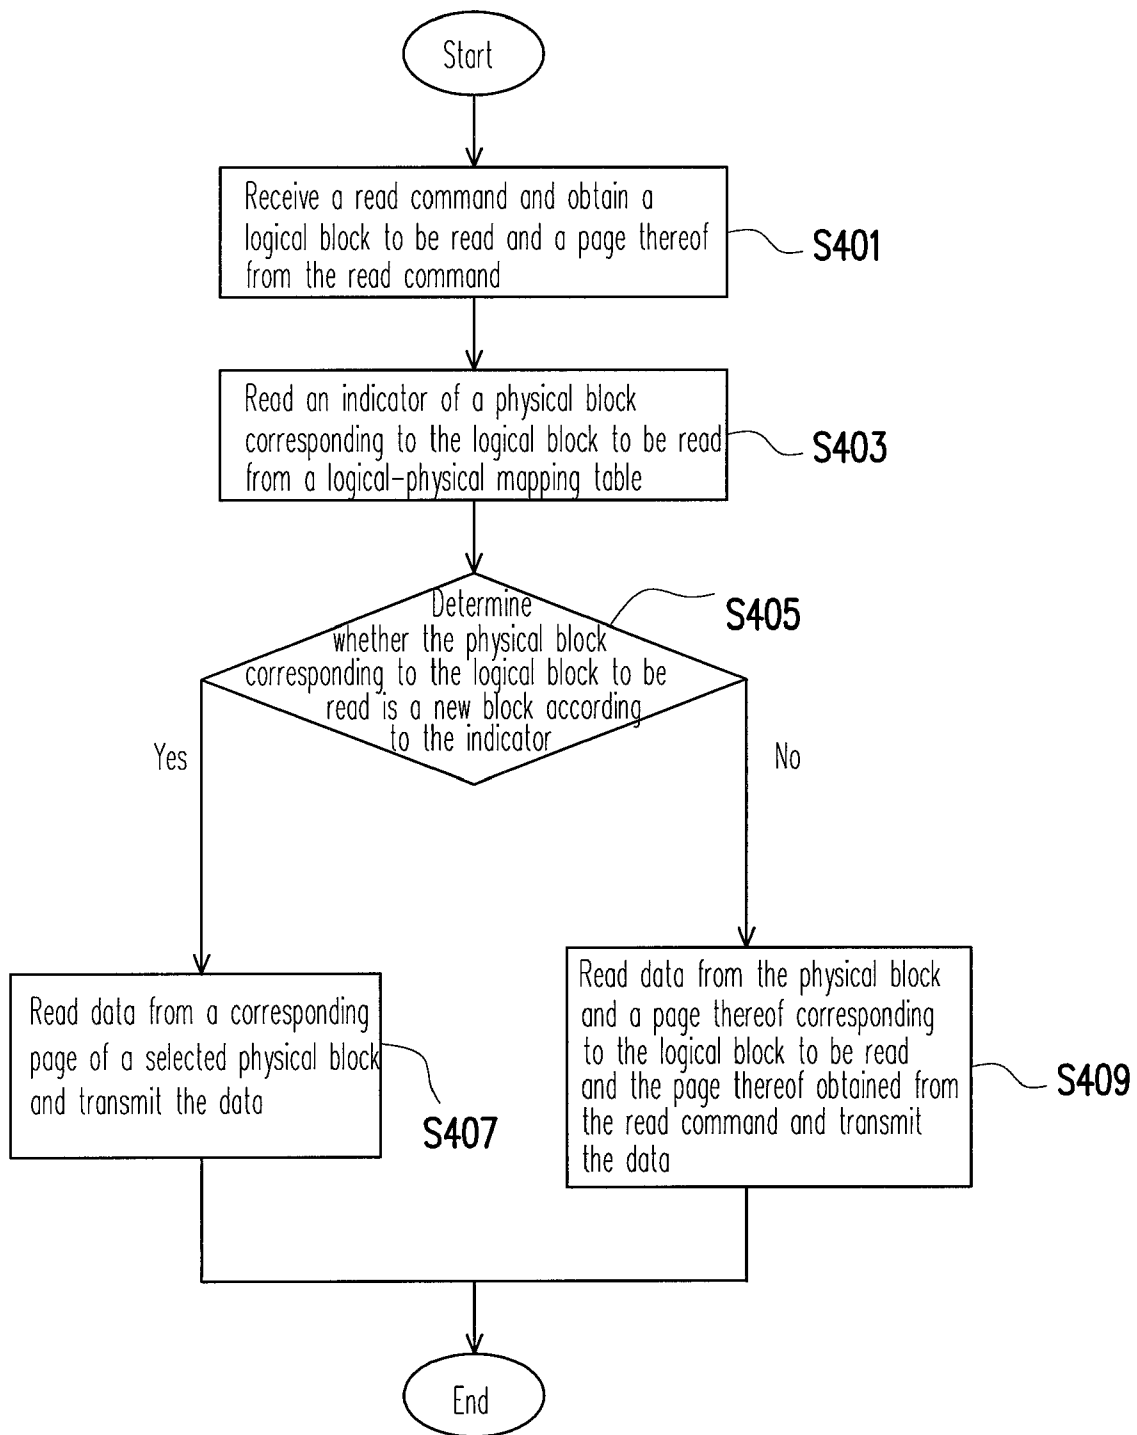 Start
Receive a read command and obtain a
logical block to be read and a page thereof
from the read command
S401
Read an indicator of a physical block
corresponding to the logical block to be read
from a logical-physical mapping table
S403
Determine
whether the physical block
corresponding to the logical block to be
read is a new block according
to the indicator
S405
Yes
No
Read data from a corresponding
page of a selected physical block
and transmit the data
S407
Read data from the physical block
and a page thereof corresponding
to the logical block to be read
and the page thereof obtained from
the read command and transmit
the data
S409
End